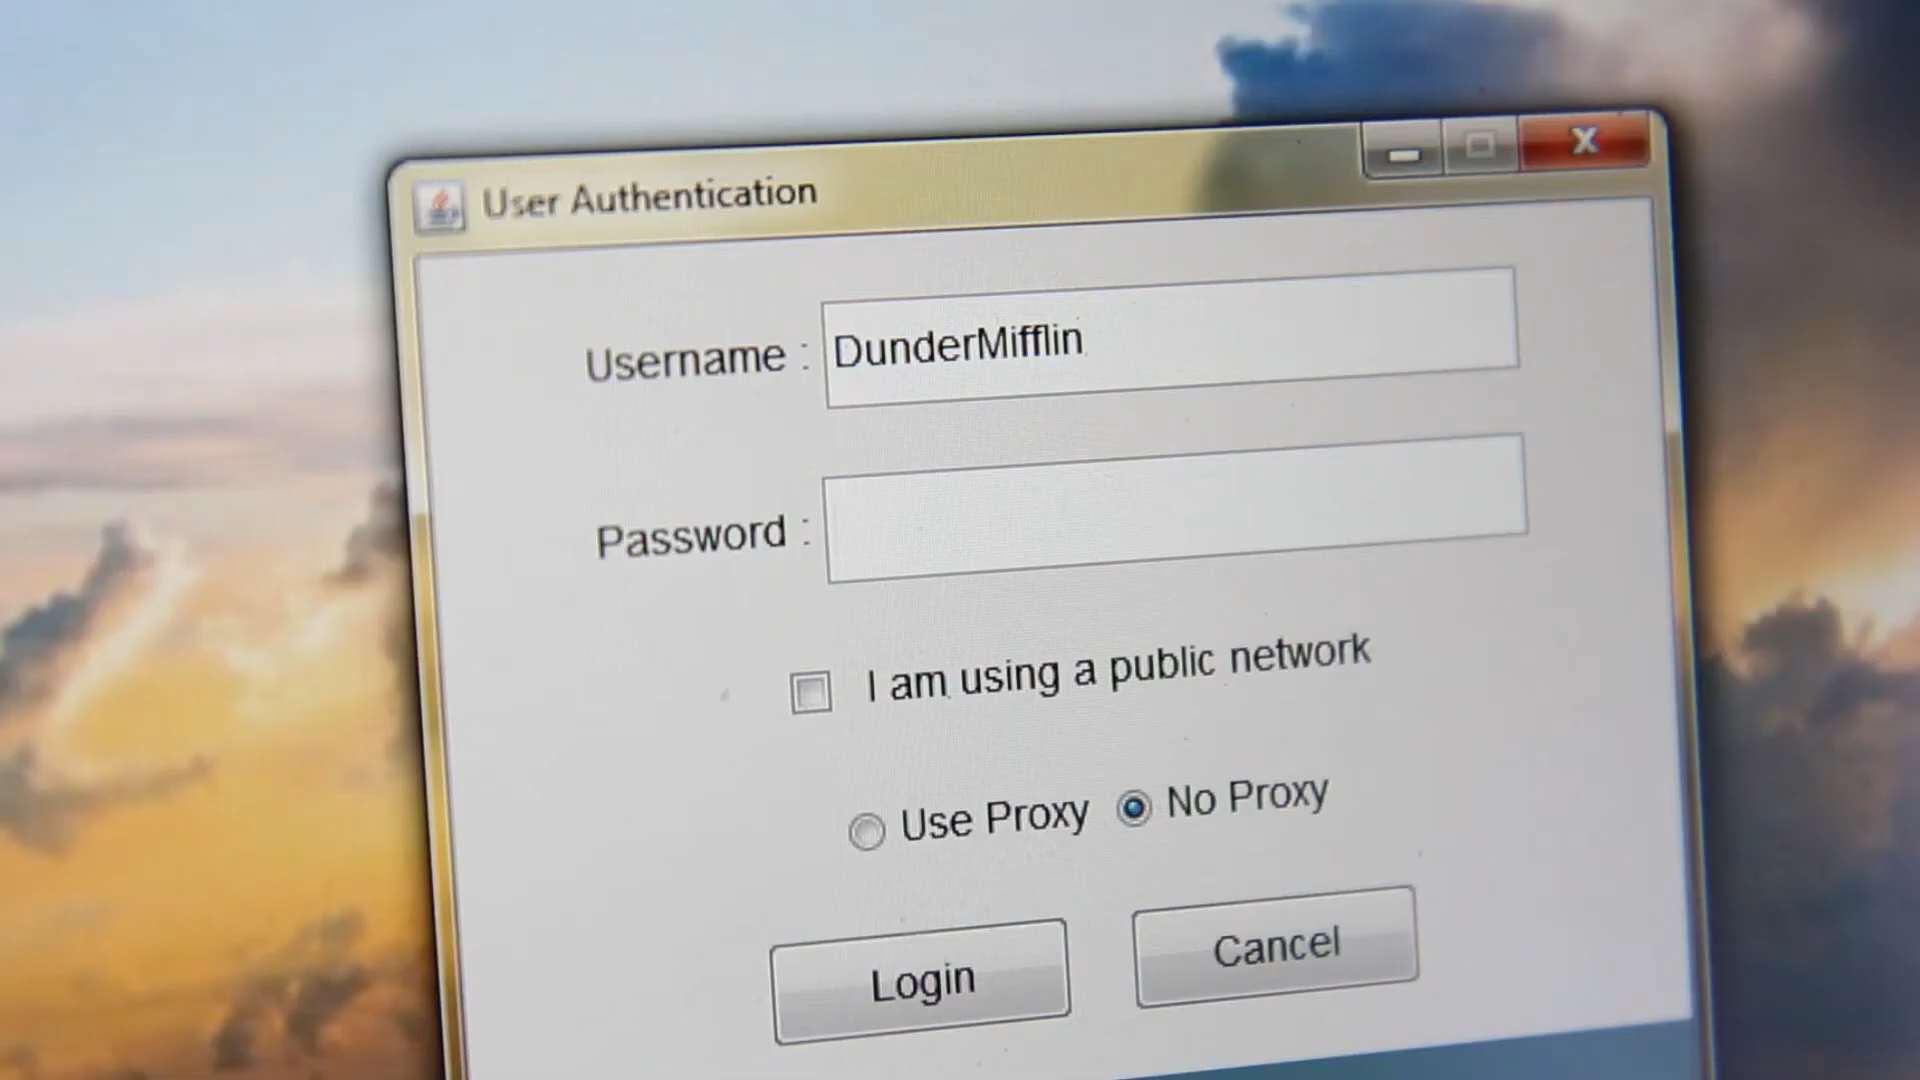 User Authentication
Username : DunderMifflin
Password :
I am using a public network
Use Proxy No Proxy
Login Cancel